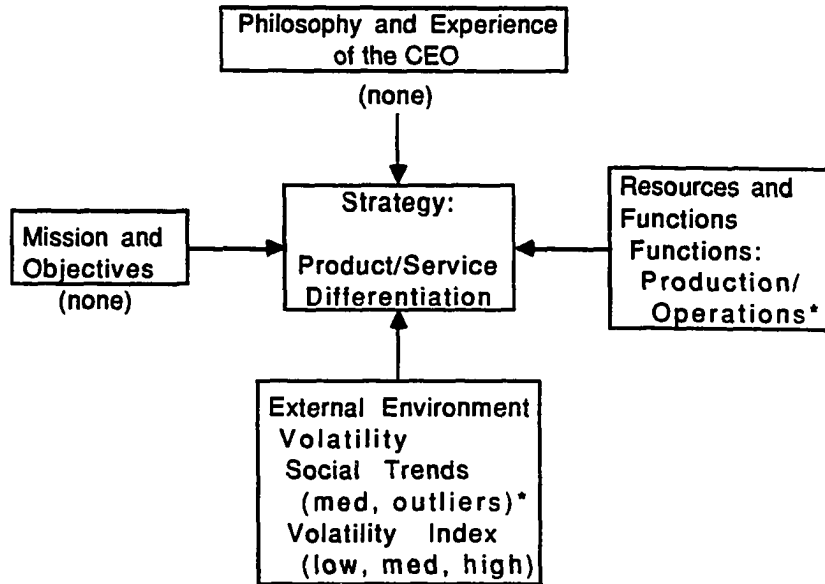 Philosophy and Experience
of the CEO
(none)
Strategy:
Product/Service
Differentiation
Mission and
Objectives
(none)
Resources and
Functions
Functions:
Production/
Operations*
External Environment
Volatility
Social Trends
(med, outliers)*
Volatility Index
(low, med, high)